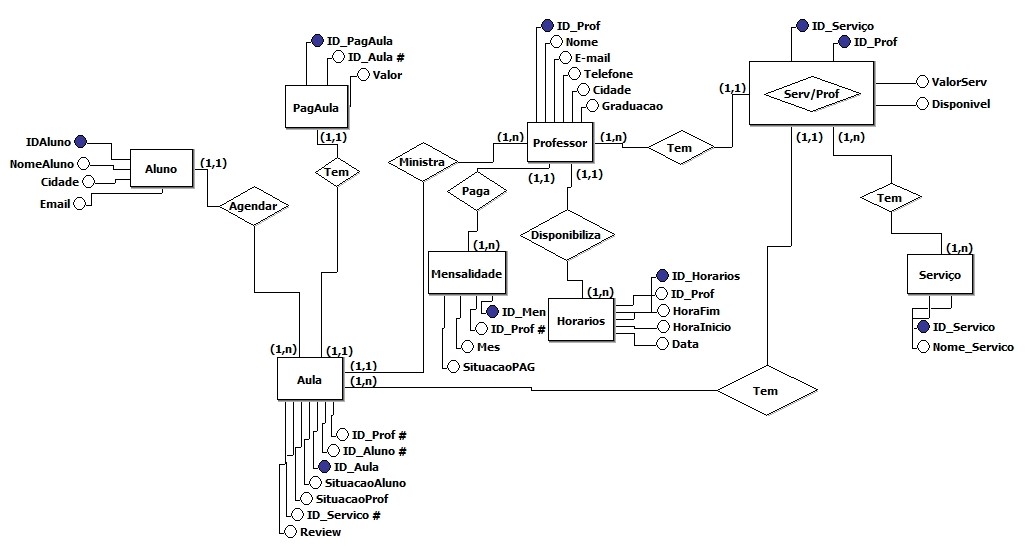 ID_PagAula
ID_Aula #
Valor
PagAula
(1,1)
Tem
IDAluno
NomeAluno
Cidade
Email
Aluno
(1,1)
Agendar
ID_Prof
Nome
E-mail
Telefone
Cidade
Graduacao
(1,n)
Professor
(1,n)
(1,1)
(1,1)
Ministra
Paga
Disponibiliza
Tem
(1,1)
ID_Serviço
ID_Prof
Serv/Prof
ValorServ
Disponivel
(1,1)
(1,n)
Tem
(1,n)
Serviço
ID_Servico
Nome_Servico
(1,n)
Mensalidade
ID_Men
ID_Prof #
Mes
SituacaoPAG
(1,n)
Horarios
ID_Horarios
ID_Prof
HoraFim
HoraInicio
Data
(1,n)
(1,1)
Aula
(1,1)
(1,n)
Tem
ID_Prof #
ID_Aluno #
ID_Aula
SituacaoAluno
SituacaoProf
ID_Servico #
Review